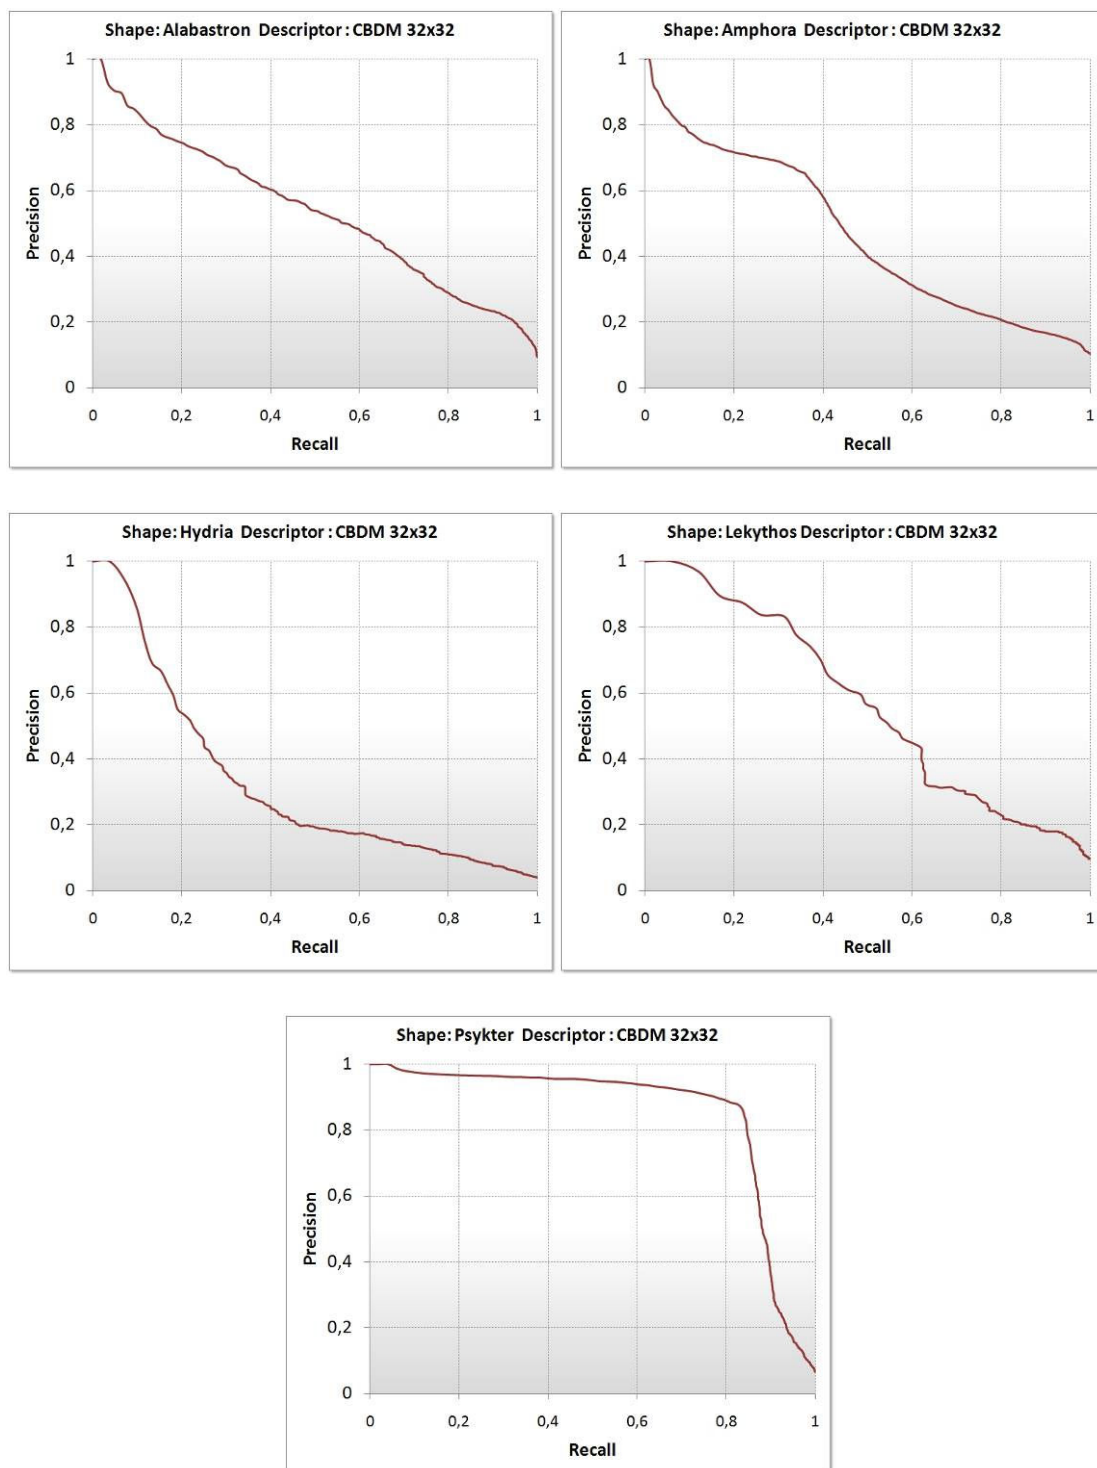 Shape: Alabastron Descriptor : CBDM 32x32
1
0,8
0,6
0,4
0,2
0
Precision
0 0,2 0,4 0,6 0,8 1
Recall
Shape: Amphora Descriptor : CBDM 32x32
1
0,8
0,6
0,4
0,2
0
Precision
0 0,2 0,4 0,6 0,8 1
Recall
Shape: Hydria Descriptor : CBDM 32x32
1
0,8
0,6
0,4
0,2
0
Precision
0 0,2 0,4 0,6 0,8 1
Recall
Shape: Lekythos Descriptor : CBDM 32x32
1
0,8
0,6
0,4
0,2
0
Precision
0 0,2 0,4 0,6 0,8 1
Recall
Shape: Psykter Descriptor : CBDM 32x32
1
0,8
0,6
0,4
0,2
0
Precision
0 0,2 0,4 0,6 0,8 1
Recall